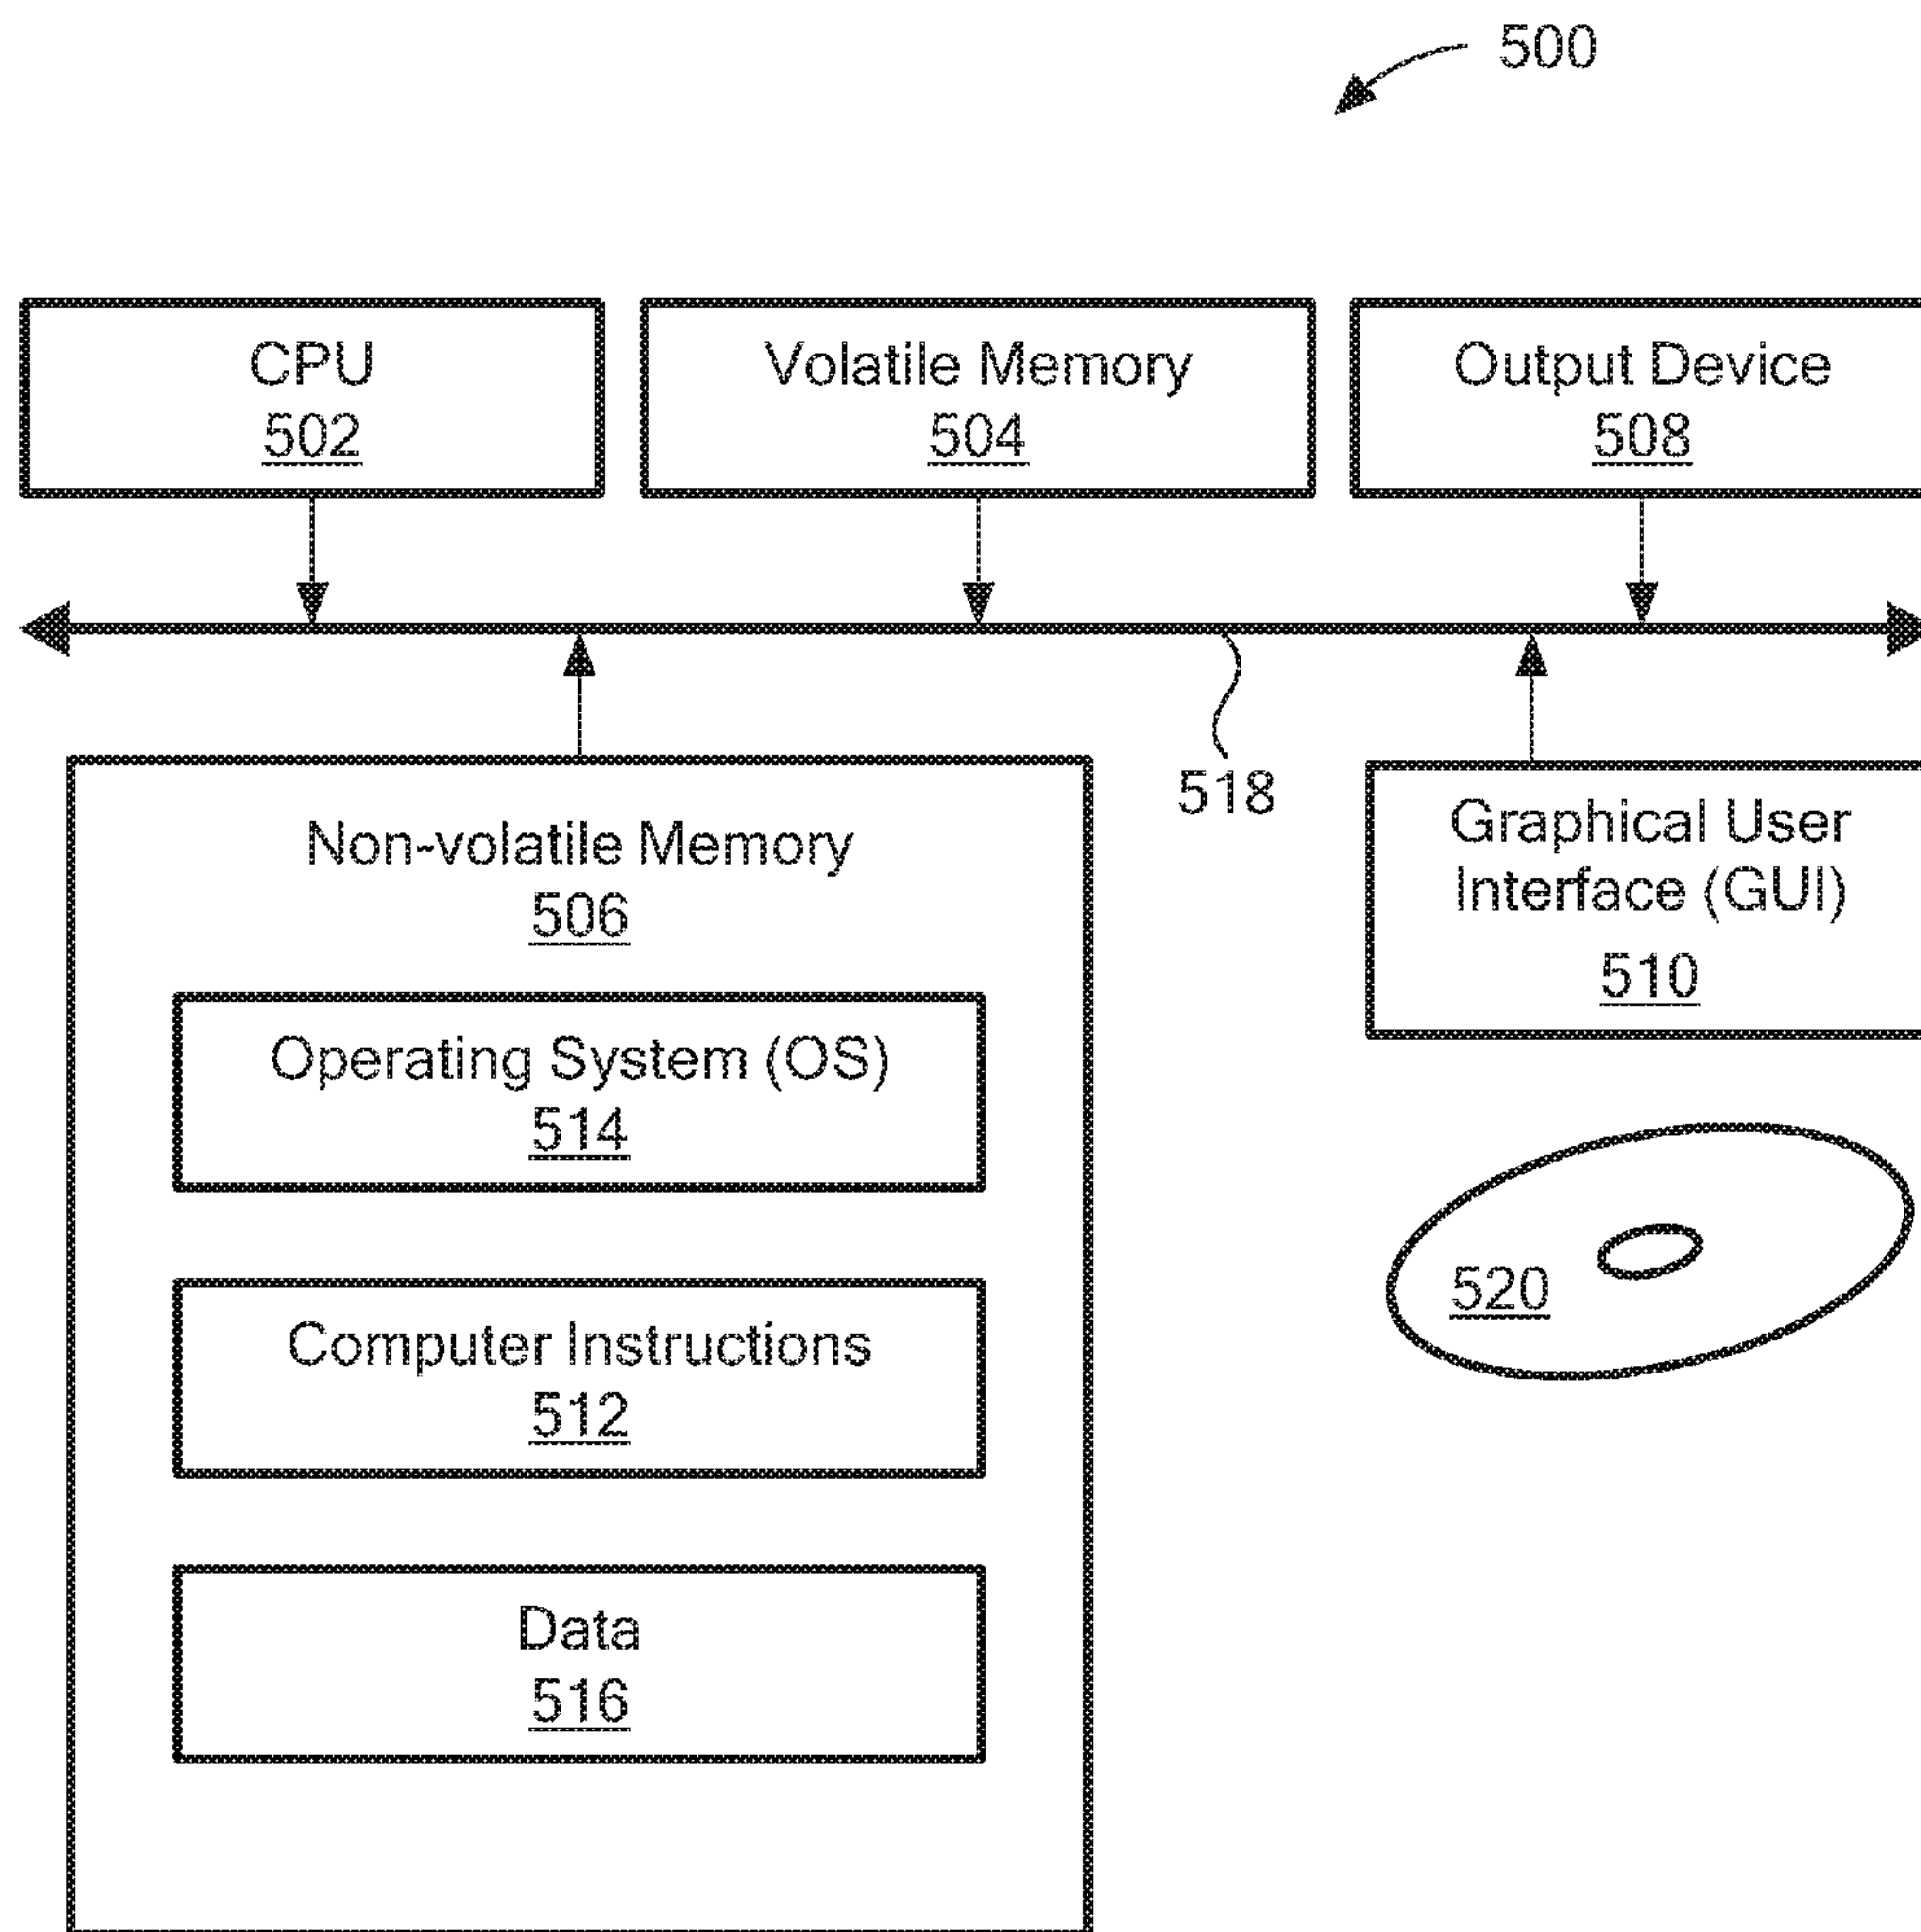 500
CPU
502
Volatile Memory
504
Output Device
508
518
Non-volatile Memory
506
Graphical User
Interface (GUI)
510
Operating System (OS)
514
Computer Instructions
512
Data
516
520